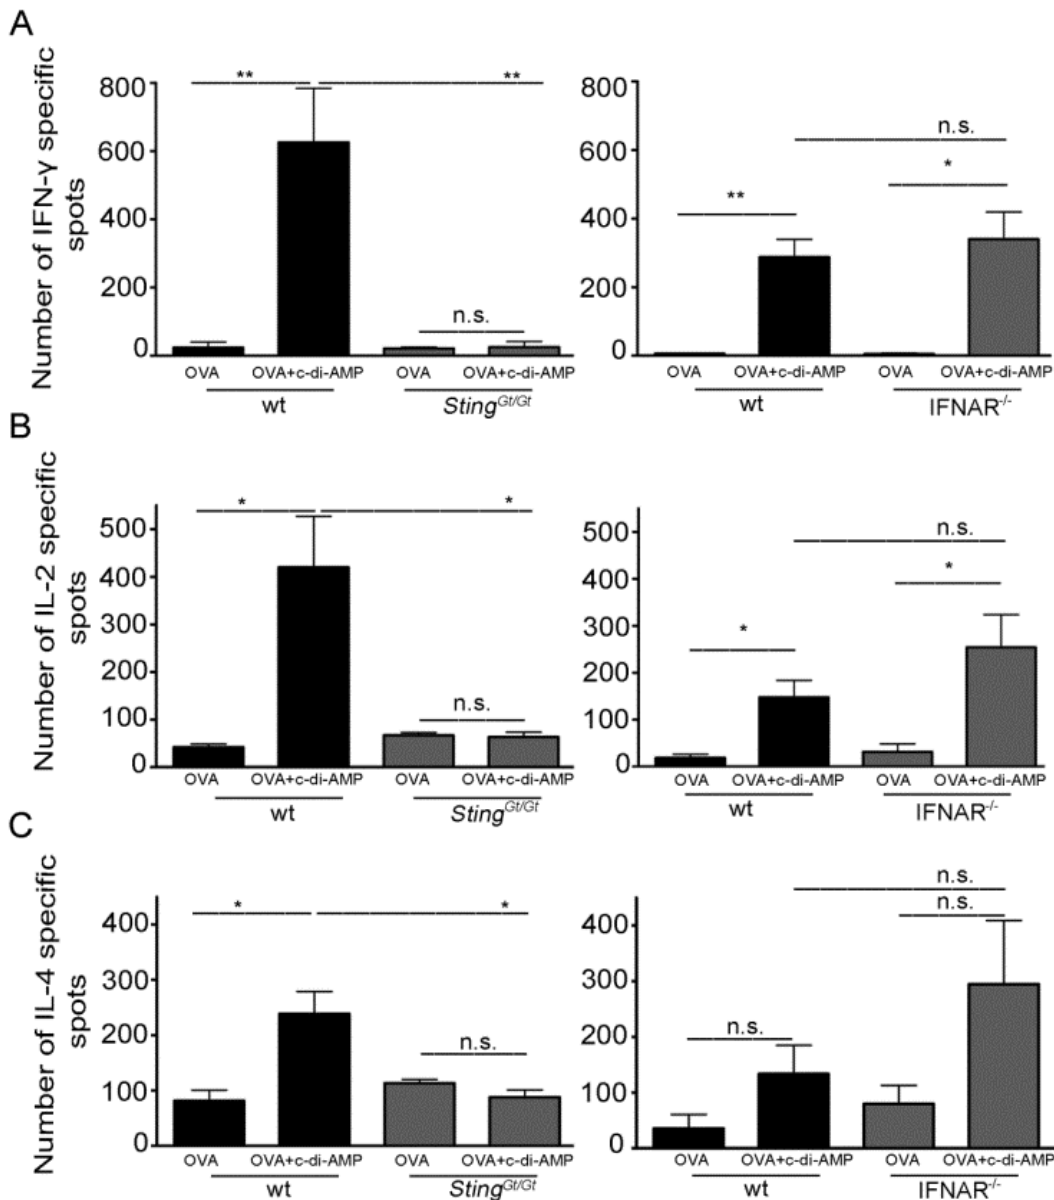 A
Number of IFN-γ specific
spots
800
600
400
200
0
**
**
n.s.
OVA OVA+c-di-AMP OVA OVA+c-di-AMP
wt Sting^Gt/Gt
800
600
400
200
0
**
n.s.
*
OVA OVA+c-di-AMP OVA OVA+c-di-AMP
wt IFNAR^-/-
B
Number of IL-2 specific
spots
500
400
300
200
100
0
*
*
n.s.
OVA OVA+c-di-AMP OVA OVA+c-di-AMP
wt Sting^Gt/Gt
500
400
300
200
100
0
*
n.s.
*
OVA OVA+c-di-AMP OVA OVA+c-di-AMP
wt IFNAR^-/-
C
Number of IL-4 specific
spots
400
300
200
100
0
*
*
n.s.
OVA OVA+c-di-AMP OVA OVA+c-di-AMP
wt Sting^Gt/Gt
400
300
200
100
0
n.s.
n.s.
n.s.
OVA OVA+c-di-AMP OVA OVA+c-di-AMP
wt IFNAR^-/-